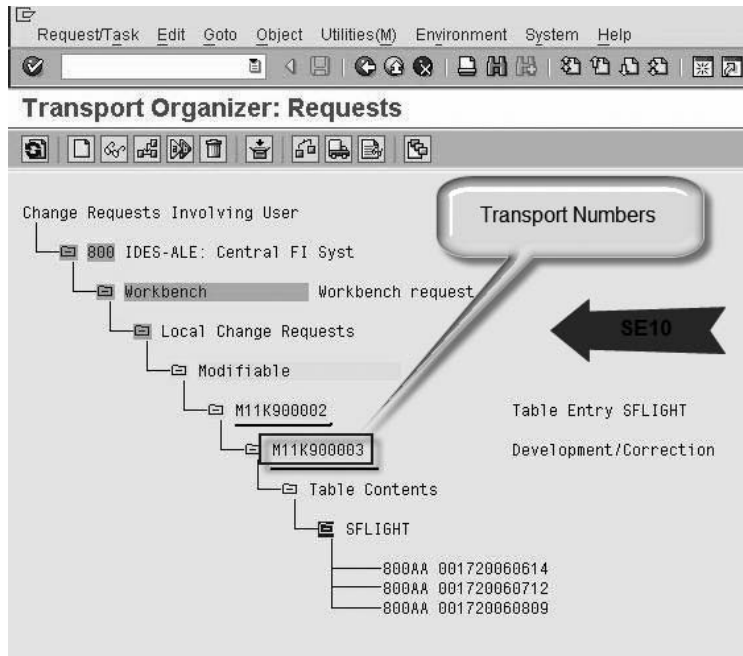 Request/Task Edit Goto Object Utilities(M) Environment System Help
Transport Organizer: Requests
Change Requests Involving User
Transport Numbers
800 IDES-ALE: Central FI Syst
Workbench Workbench request
Local Change Requests
SE10
Modifiable
M11K900002 Table Entry SFLIGHT
M11K900003 Development/Correction
Table Contents
SFLIGHT
800AA 001720060614
800AA 001720060712
800AA 001720060809